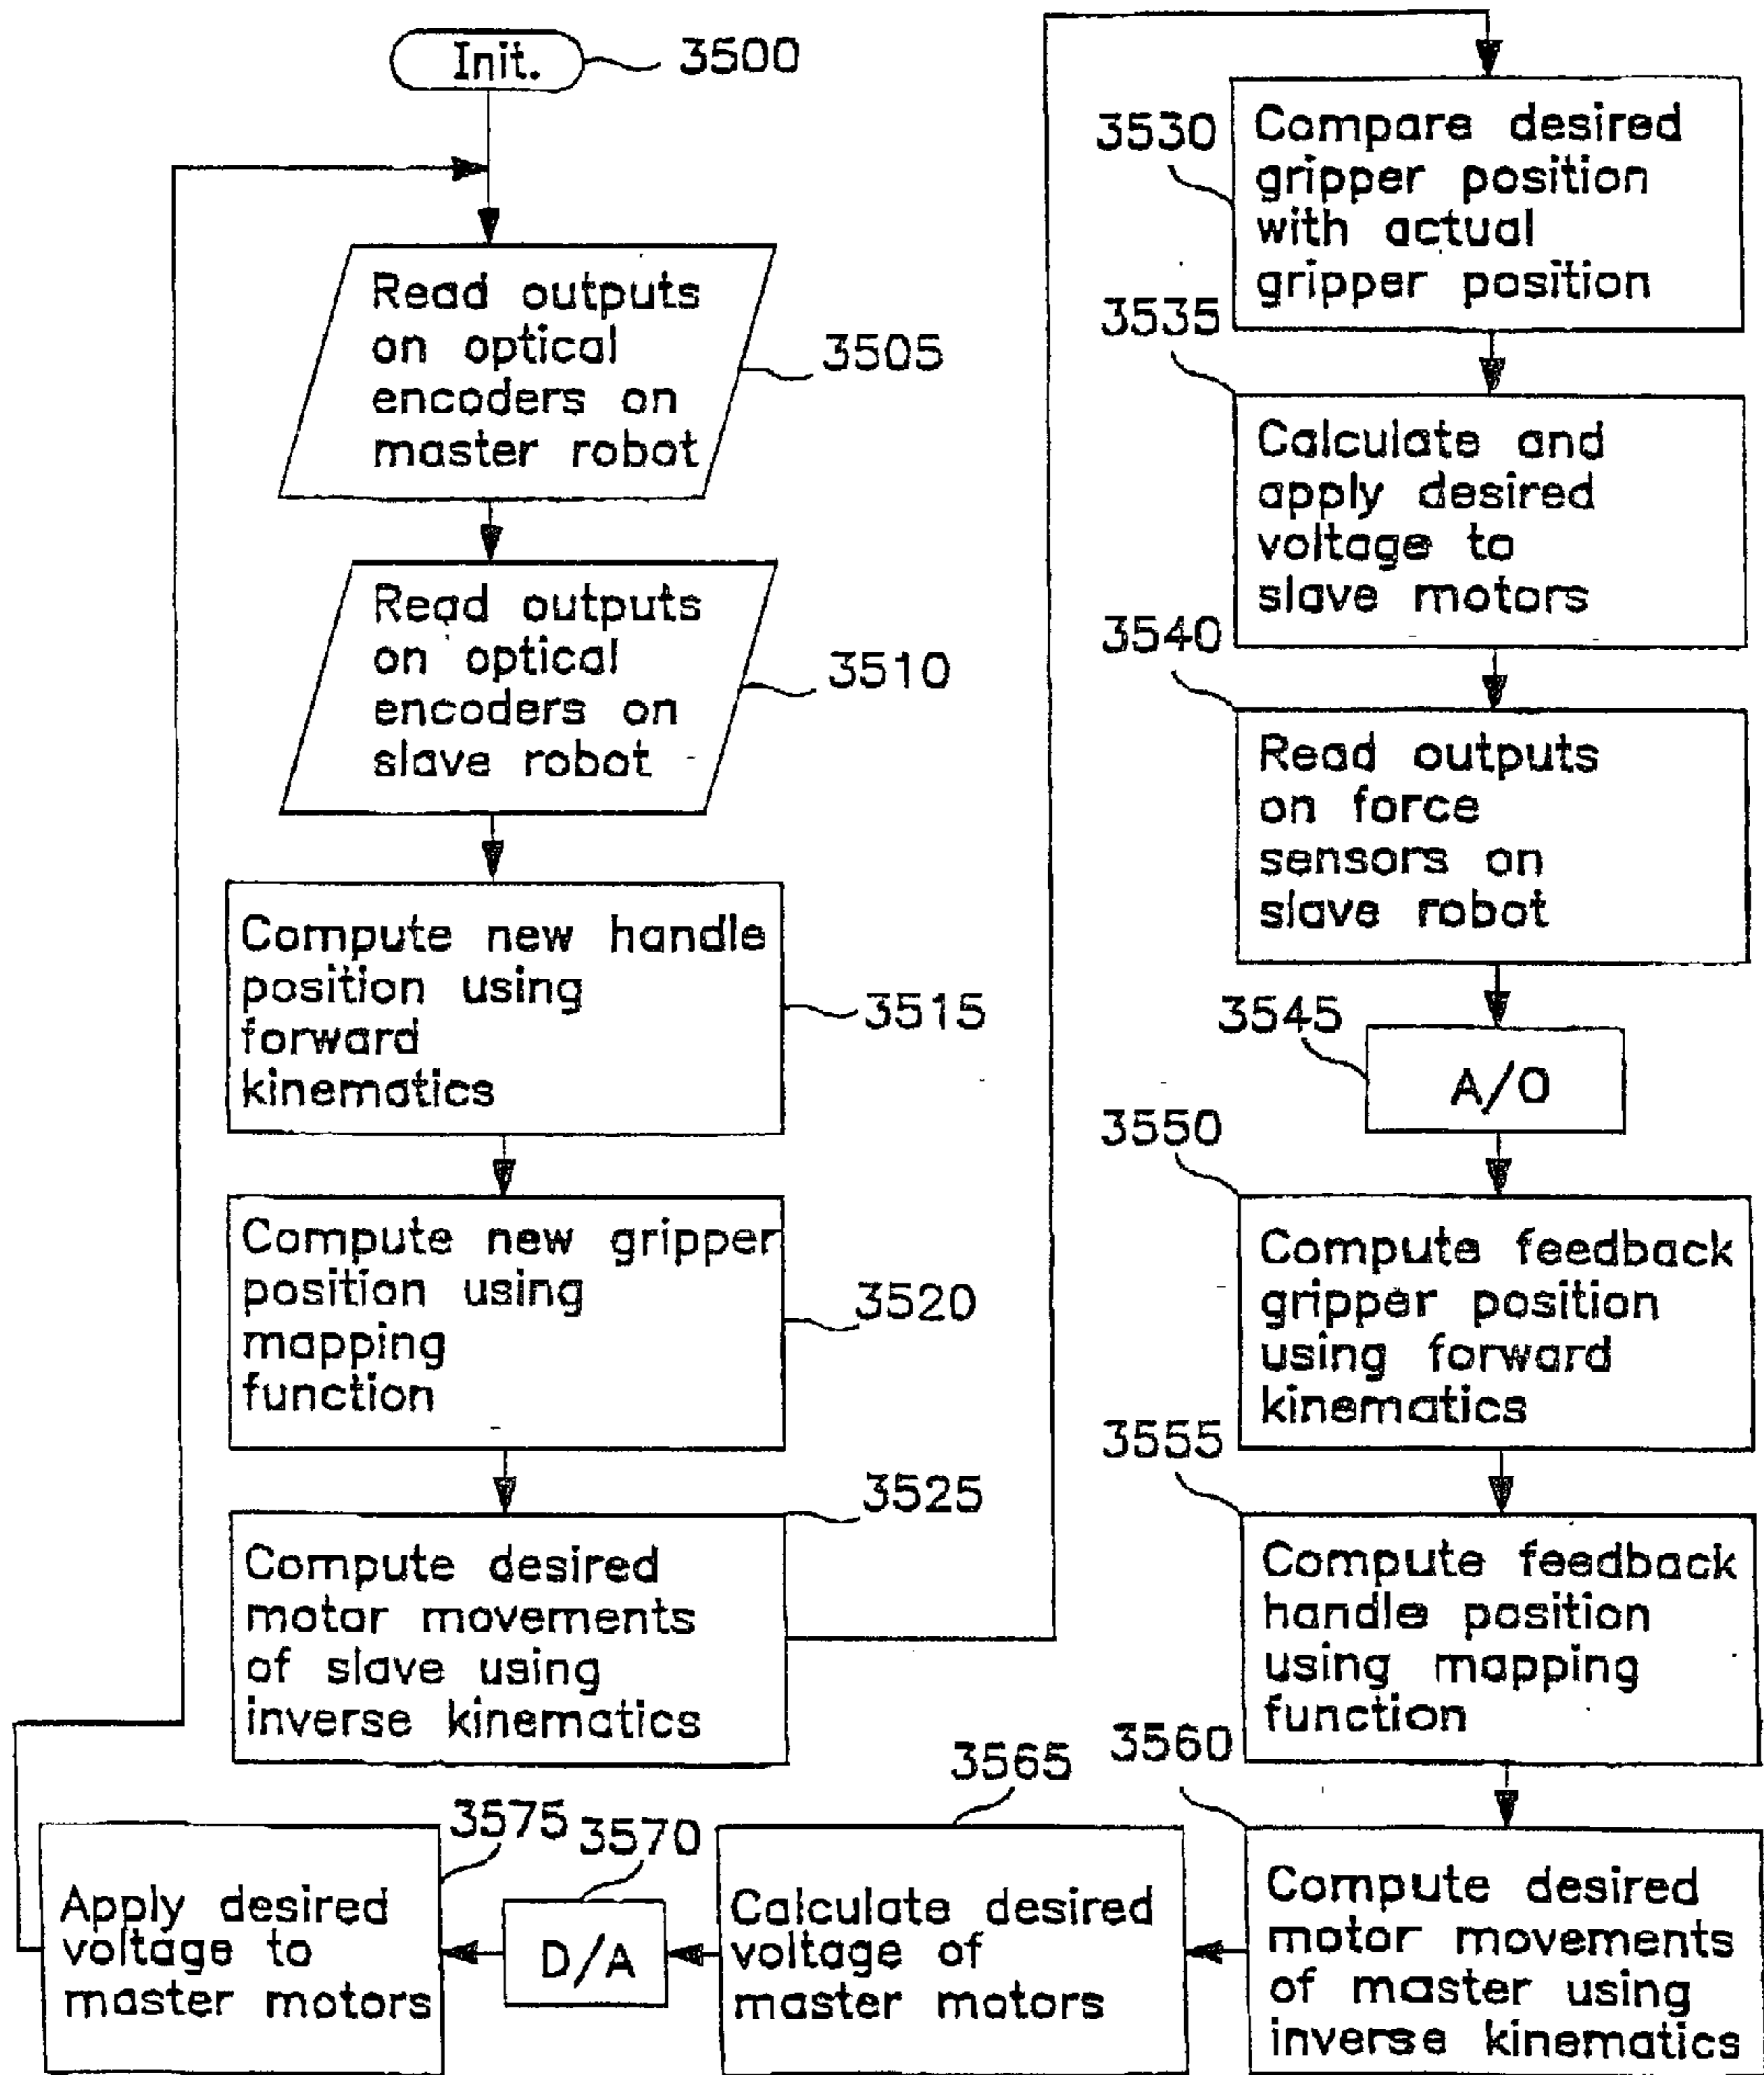 Init.
3500
Read outputs
on optical
encoders on
master robot
3505
Read outputs
on optical
encoders on
slave robot
3510
Compute new handle
position using
forward
kinematics
3515
Compute new gripper
position using
mapping
function
3520
3525
Compute desired
motor movements
of slave using
inverse kinematics
3530
Compare desired
gripper position
with actual
gripper position
3535
Calculate and
apply desired
voltage to
slave motors
3540
Read outputs
on force
sensors on
slave robot
3545
A/O
3550
Compute feedback
gripper position
using forward
kinematics
3555
Compute feedback
handle position
using mapping
function
3560
Compute desired
motor movements
of master using
inverse kinematics
3565
Calculate desired
voltage of
master motors
3570
D/A
3575
Apply desired
voltage to
master motors